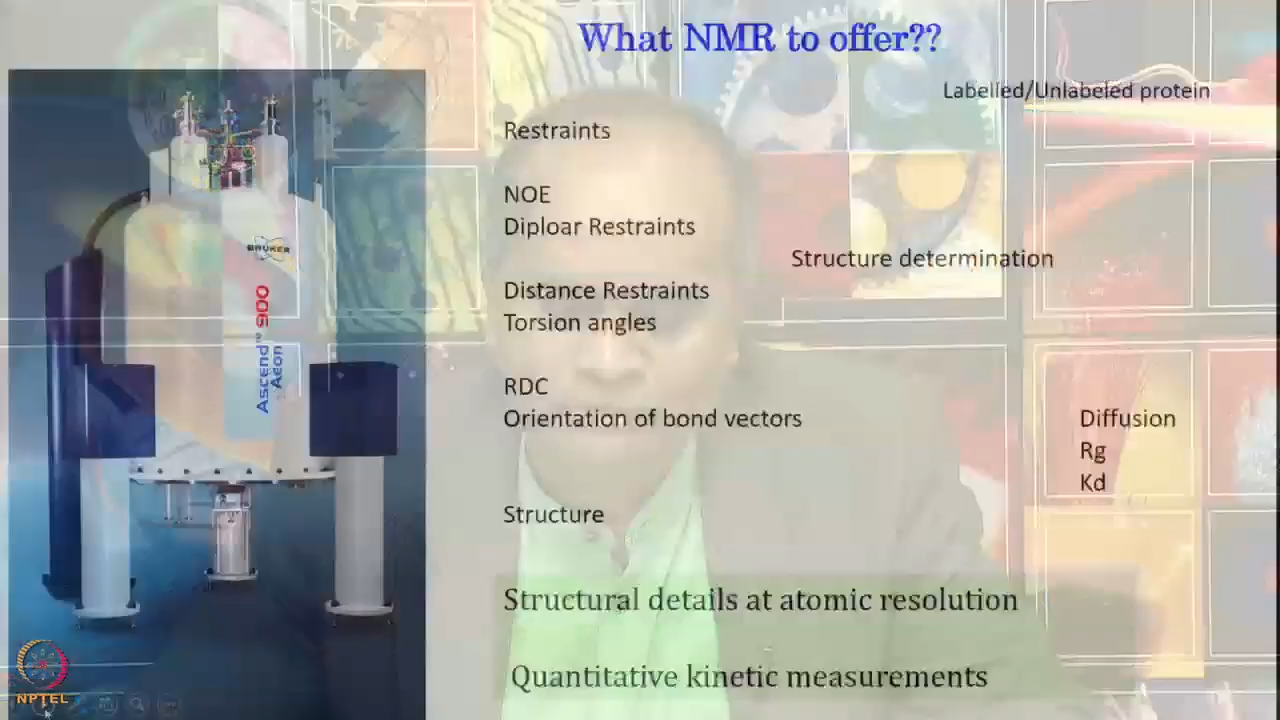 What NMR to offer??
Labelled/Unlabeled protein
Restraints
NOE
Diploar Restraints
Structure determination
Distance Restraints
Torsion angles
RDC
Orientation of bond vectors
Diffusion
Rg
Kd
Structure
Structural details at atomic resolution
Quantitative kinetic measurements
BRUKER
Ascend™ 900
Aeon
NPTEL